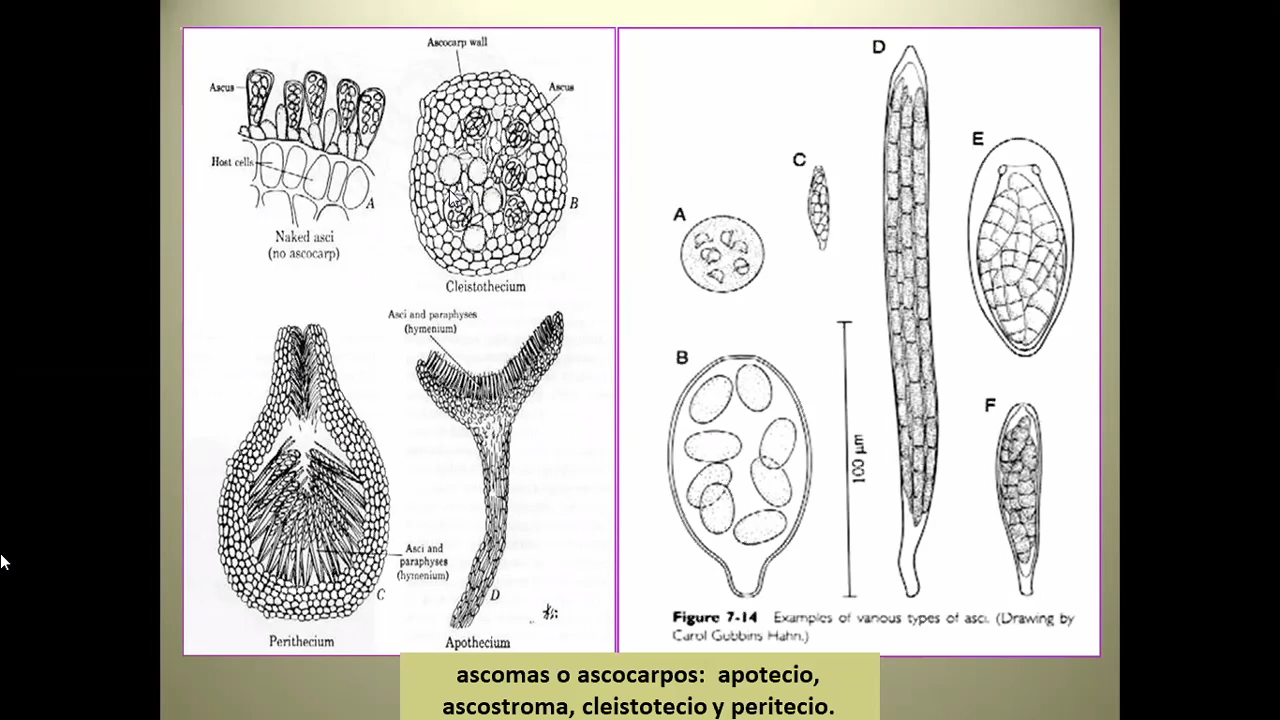 Ascocarp wall
Ascus
Ascus
Host cells
A
B
Naked asci
(no ascocarp)
Cleistothecium
Asci and paraphyses
(hymenium)
Asci and
paraphyses
(hymenium)
C
D
Perithecium
Apothecium
A
B
C
D
E
F
100 µm
Figure 7-14 Examples of various types of asci. (Drawing by
Carol Gubbins Hahn.)
ascomas o ascocarpos: apotecio,
ascostroma, cleistotecio y peritecio.